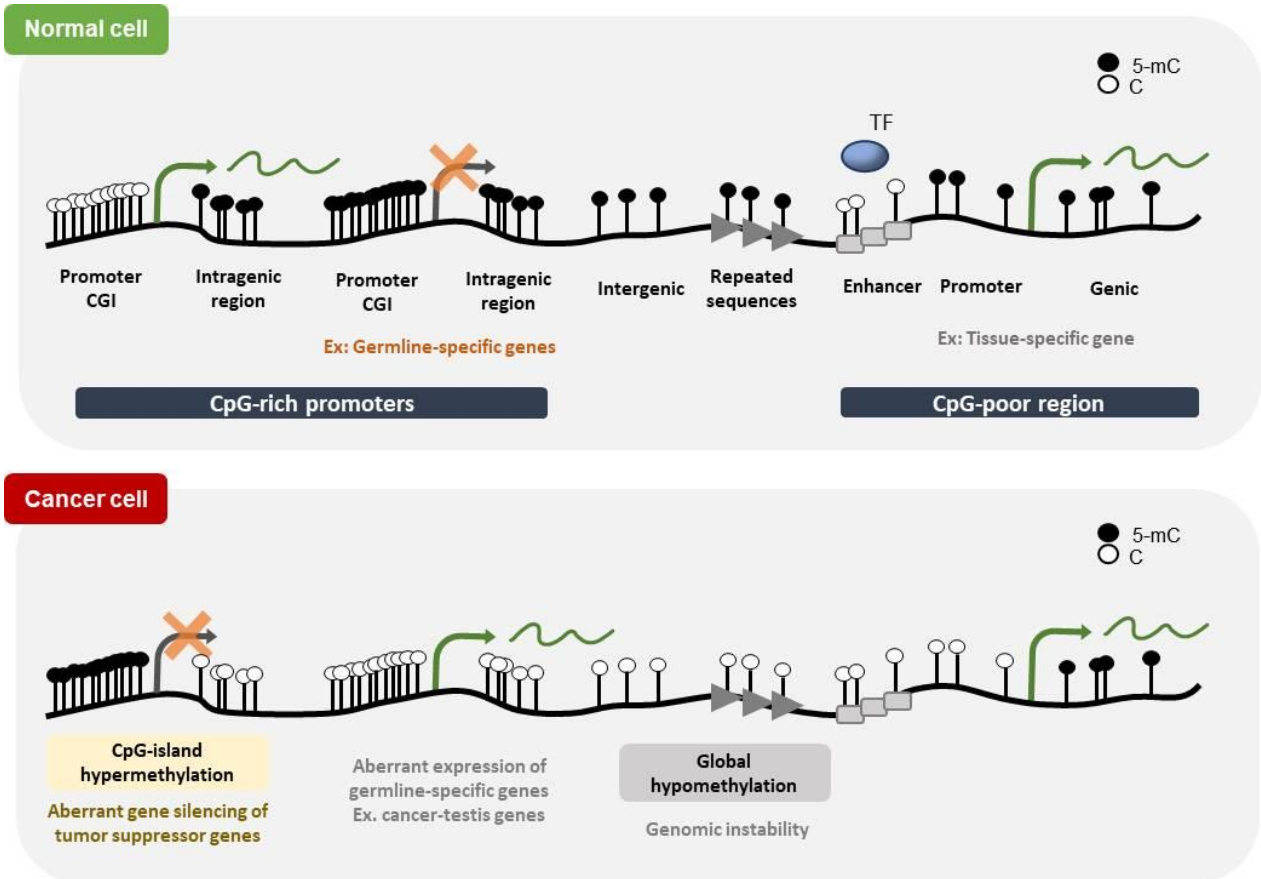 Normal cell
5-mC
C
TF
Promoter
CGI
Intragenic
region
Promoter
CGI
Intragenic
region
Intergenic
Repeated
sequences
Enhancer
Promoter
Genic
Ex: Germline-specific genes
Ex: Tissue-specific gene
CpG-rich promoters
CpG-poor region
Cancer cell
5-mC
C
CpG-island
hypermethylation
Aberrant gene silencing of
tumor suppressor genes
Aberrant expression of
germline-specific genes
Ex. cancer-testis genes
Global
hypomethylation
Genomic instability